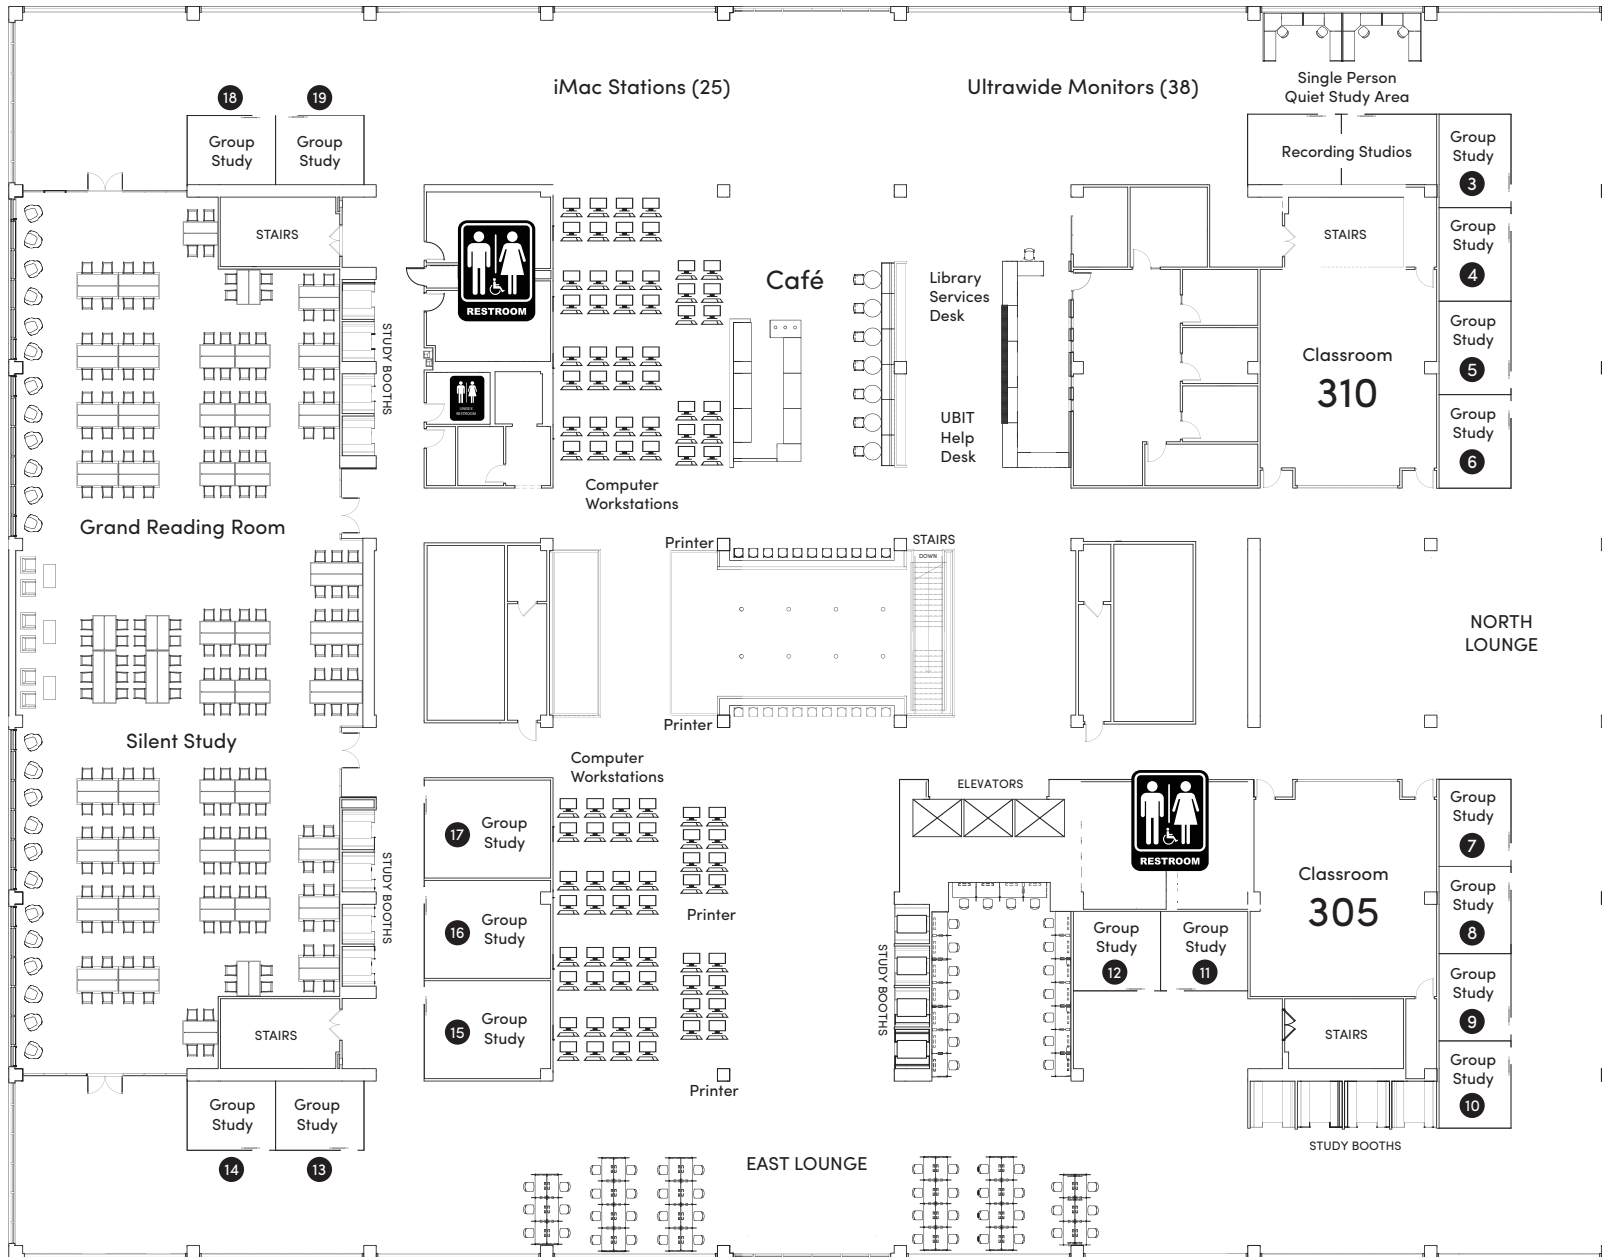 iMac Stations (25)
Ultrawide Monitors (38)
Single Person
Quiet Study Area
18
19
Group
Study
Group
Study
Recording Studios
Group
Study
3
STAIRS
RESTROOM
Café
Library
Services
Desk
STAIRS
Group
Study
4
STUDY BOOTHS
UNISEX
RESTROOM
UBIT
Help
Desk
Classroom
310
Group
Study
5
Group
Study
6
Computer
Workstations
Grand Reading Room
Printer
STAIRS
DOWN
NORTH
LOUNGE
Printer
Silent Study
Computer
Workstations
ELEVATORS
RESTROOM
17
Group
Study
16
Group
Study
15
Group
Study
STUDY BOOTHS
Printer
STUDY BOOTHS
Group
Study
12
Group
Study
11
Classroom
305
Group
Study
7
Group
Study
8
Group
Study
9
Group
Study
10
STAIRS
STAIRS
Printer
Group
Study
14
Group
Study
13
STUDY BOOTHS
EAST LOUNGE